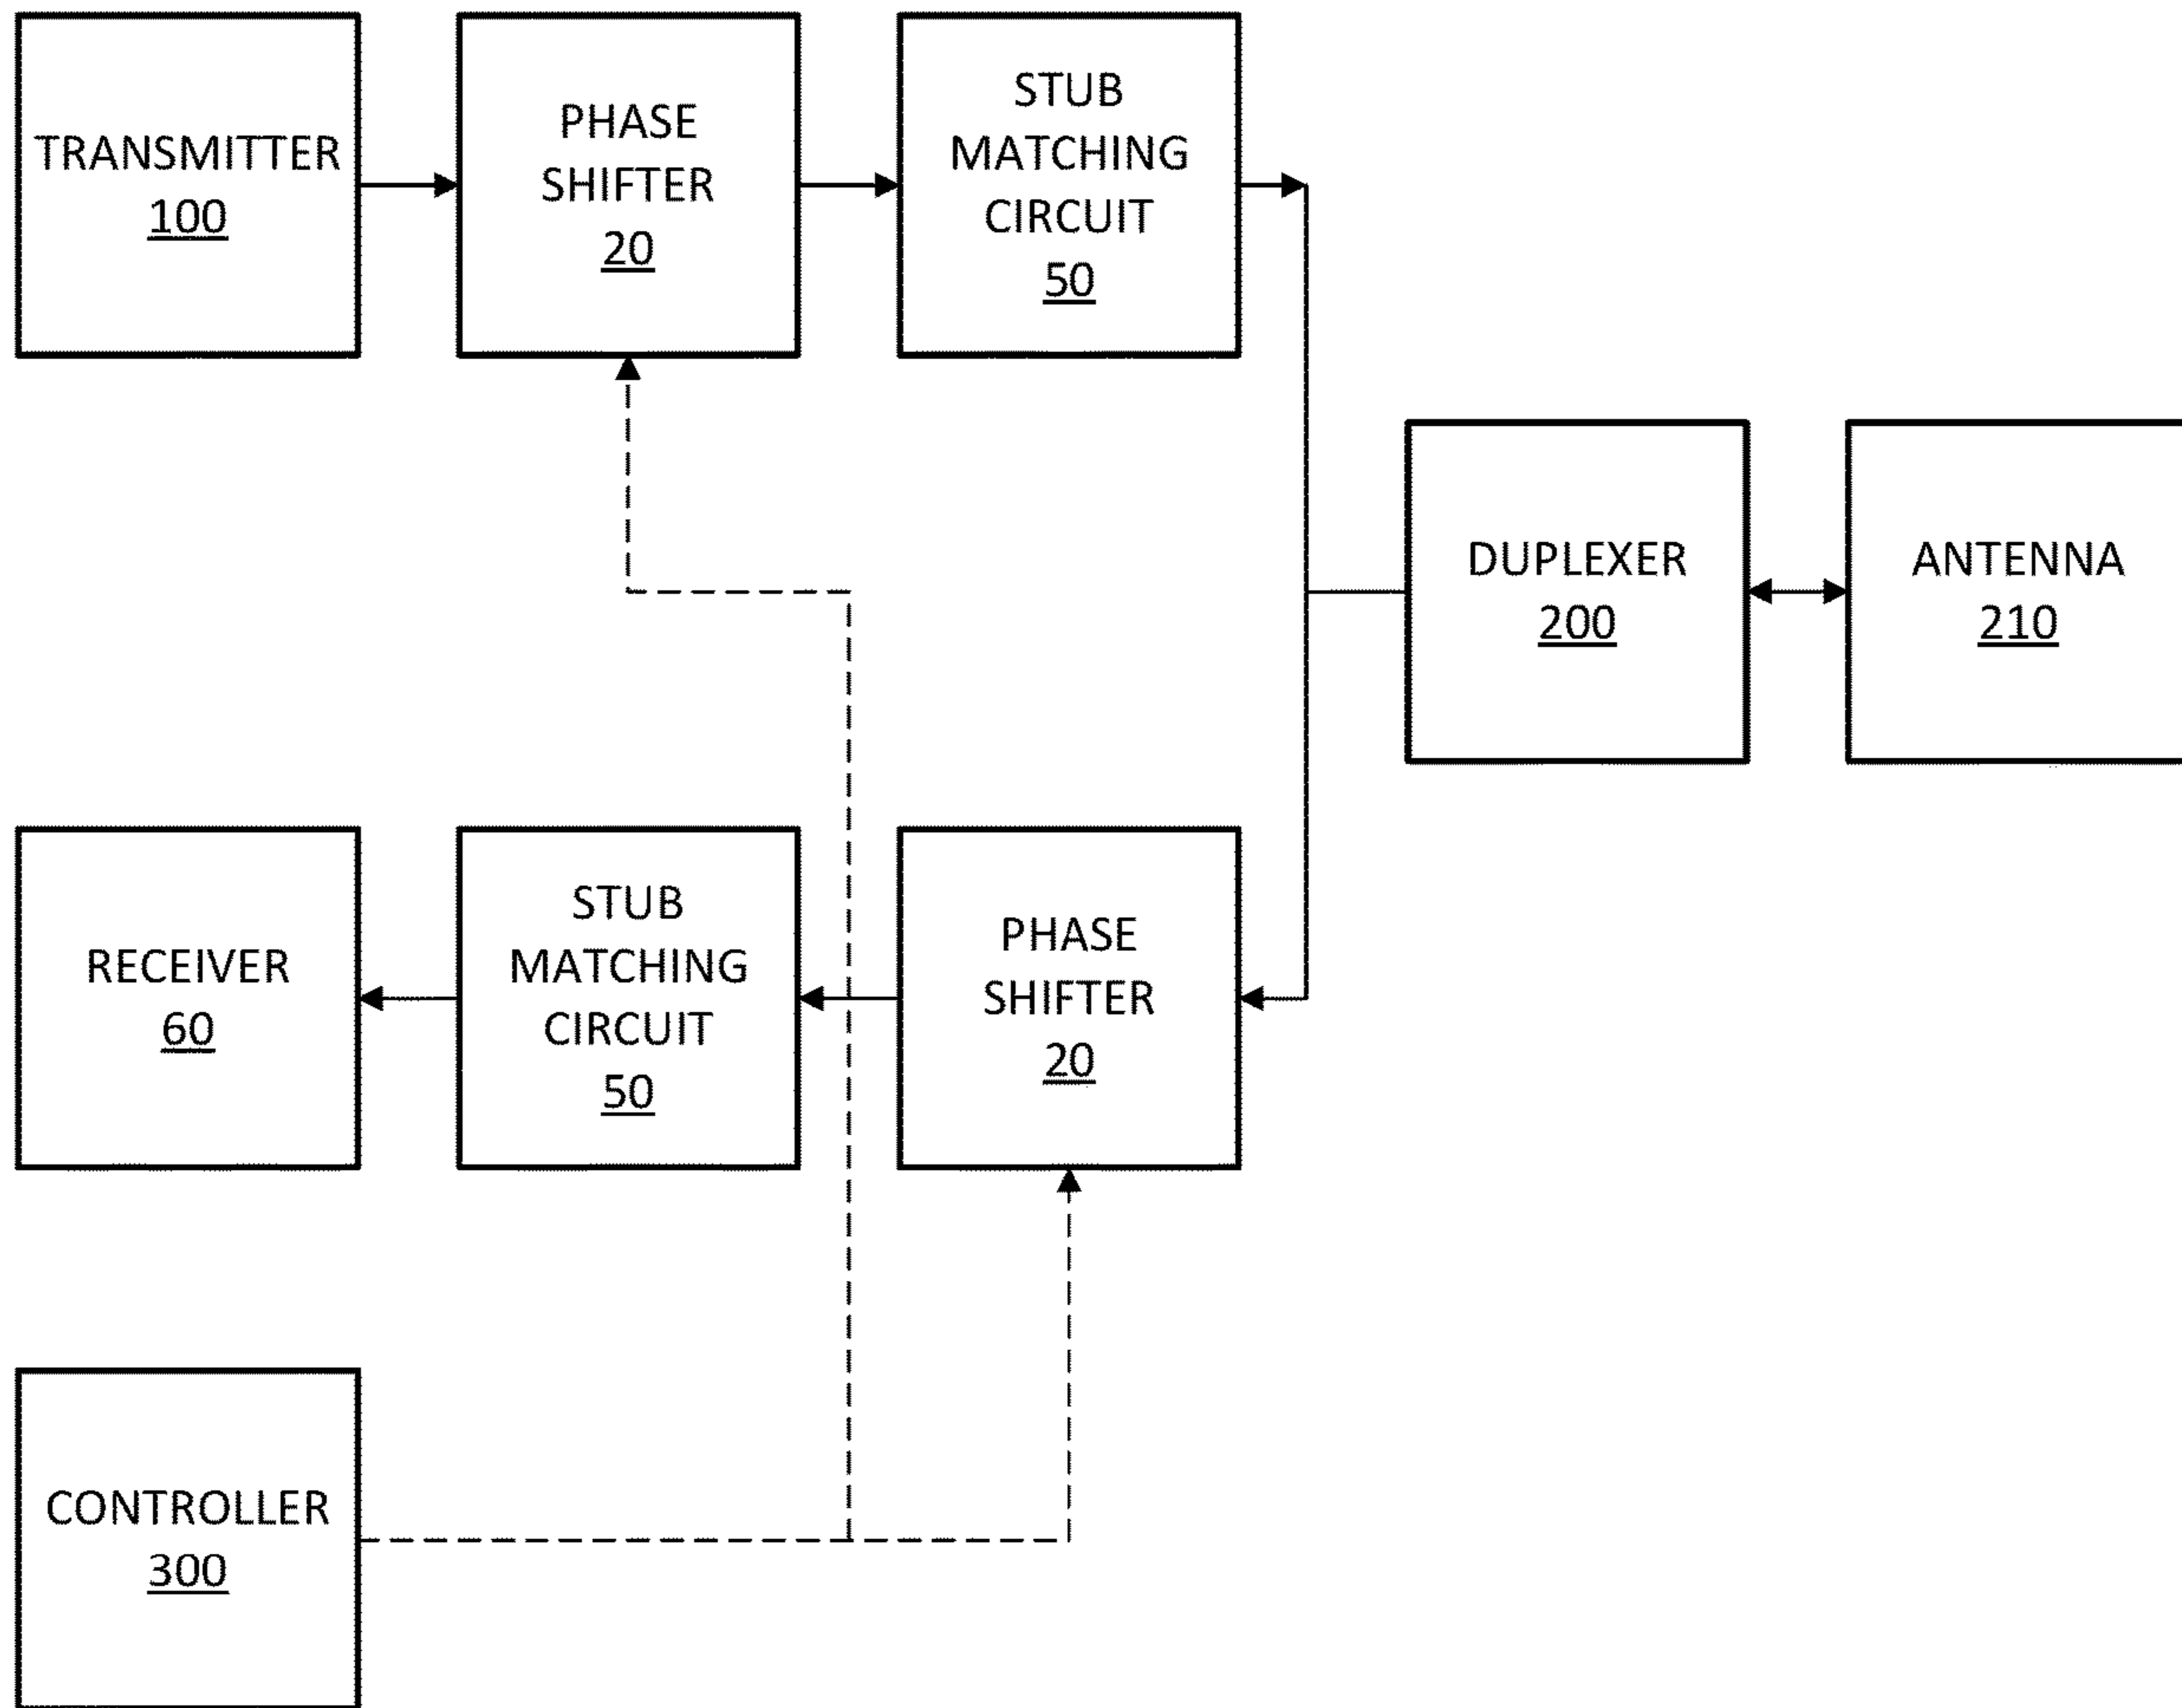 TRANSMITTER
100
PHASE
SHIFTER
20
STUB
MATCHING
CIRCUIT
50
DUPLEXER
200
ANTENNA
210
RECEIVER
60
STUB
MATCHING
CIRCUIT
50
PHASE
SHIFTER
20
CONTROLLER
300